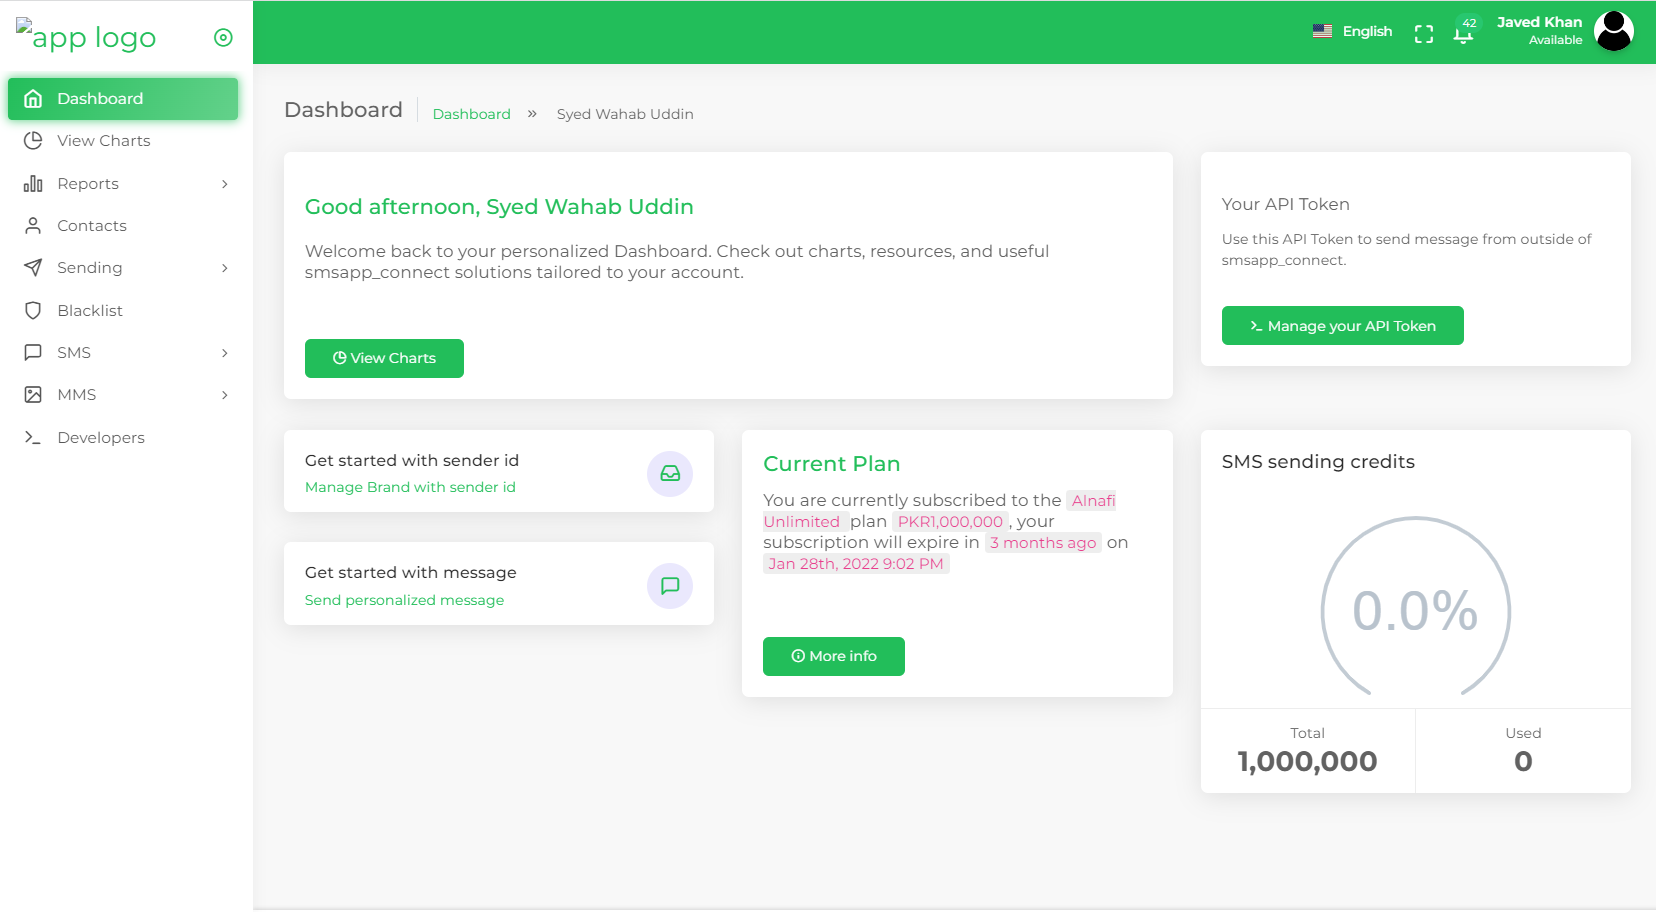 app logo
English
42
Javed Khan
Available
Dashboard
View Charts
Reports
Contacts
Sending
Blacklist
SMS
MMS
Developers
Dashboard
Dashboard » Syed Wahab Uddin
Good afternoon, Syed Wahab Uddin
Welcome back to your personalized Dashboard. Check out charts, resources, and useful
smsapp_connect solutions tailored to your account.
View Charts
Your API Token
Use this API Token to send message from outside of
smsapp_connect.
Manage your API Token
Get started with sender id
Manage Brand with sender id
Get started with message
Send personalized message
Current Plan
You are currently subscribed to the Alnafi
Unlimited plan PKR1,000,000 , your
subscription will expire in 3 months ago on
Jan 28th, 2022 9:02 PM
More info
SMS sending credits
0.0%
Total
1,000,000
Used
0